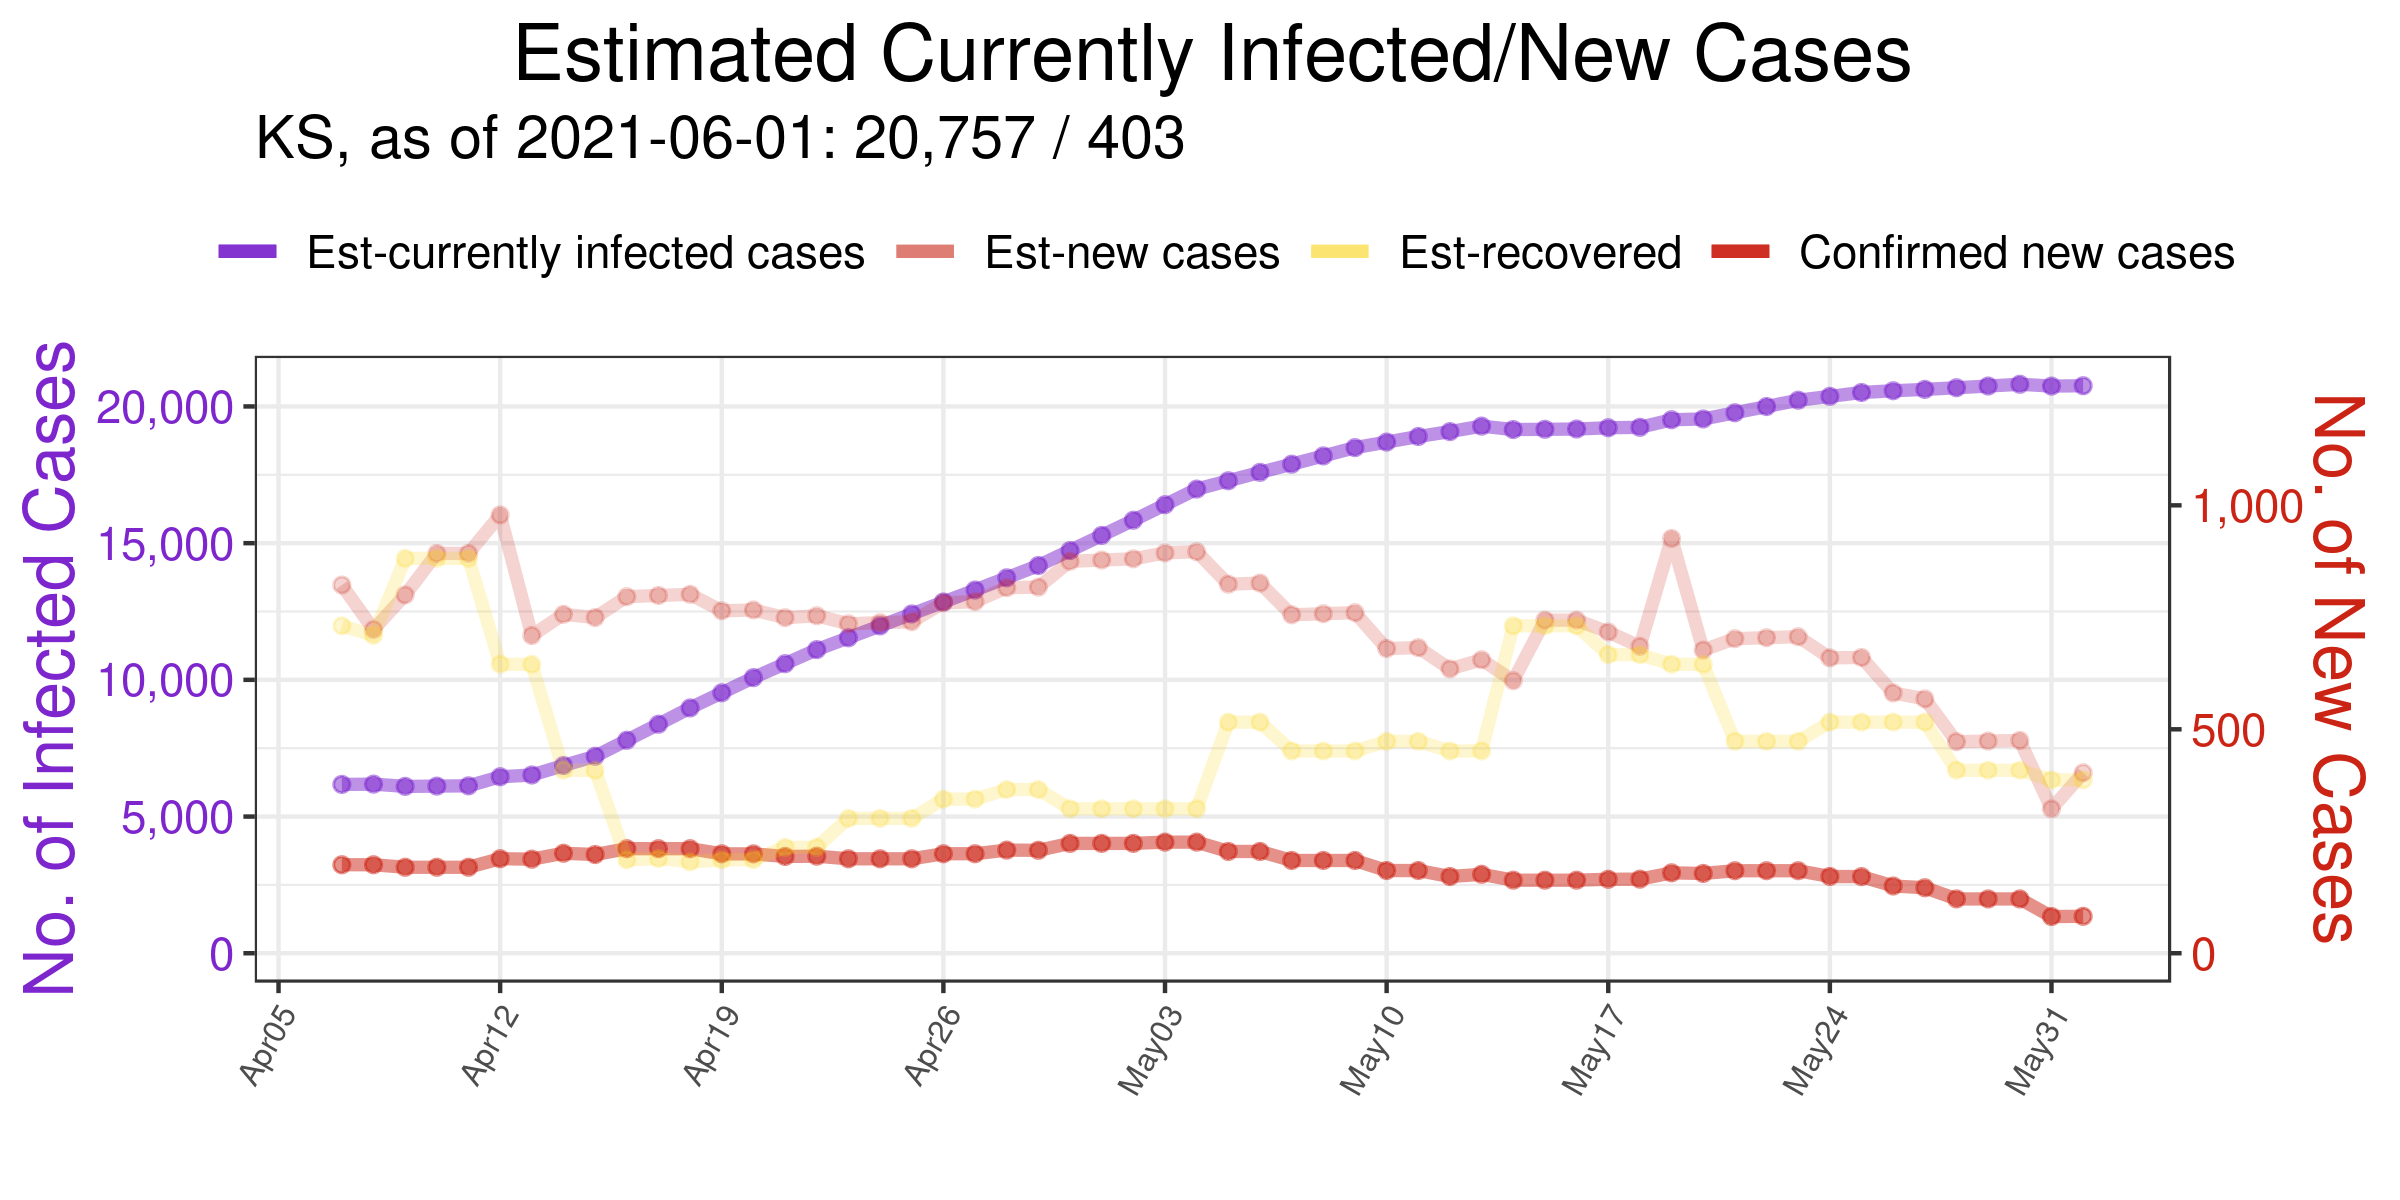 Estimated Currently Infected/New Cases
KS, as of 2021-06-01: 20,757 / 403
Est-currently infected cases Est-new cases Est-recovered Confirmed new cases
No. of Infected Cases
20,000
15,000
10,000
5,000
0
1,000
500
0
No. of New Cases
Apr05 Apr12 Apr19 Apr26 May03 May10 May17 May24 May31